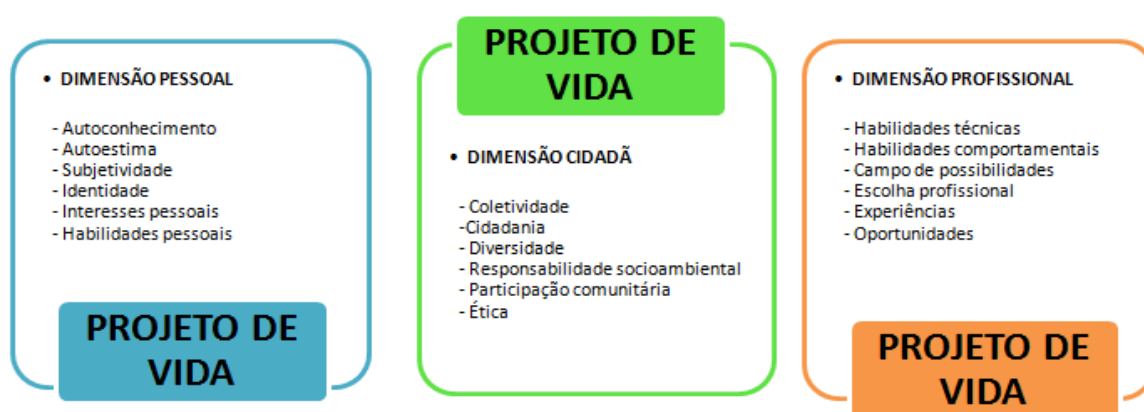 • DIMENSÃO PESSOAL
- Autoconhecimento
- Autoestima
- Subjetividade
- Identidade
- Interesses pessoais
- Habilidades pessoais
PROJETO DE
VIDA
PROJETO DE
VIDA
• DIMENSÃO CIDADÃ
- Coletividade
-Cidadania
- Diversidade
- Responsabilidade socioambiental
- Participação comunitária
- Ética
• DIMENSÃO PROFISSIONAL
- Habilidades técnicas
- Habilidades comportamentais
- Campo de possibilidades
- Escolha profissional
- Experiências
- Oportunidades
PROJETO DE
VIDA